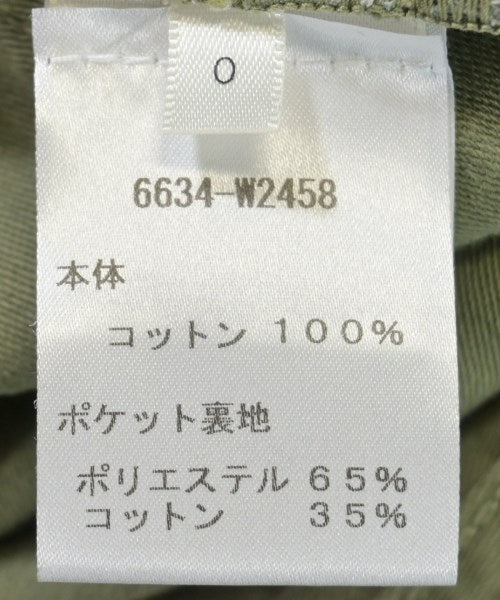 0
6634-W2458
本体
コットン 100%
ポケット裏地
ポリエステル 65%
コットン 35%